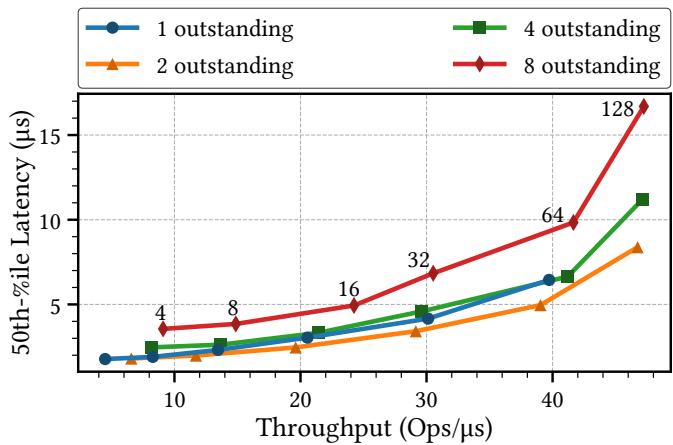 1 outstanding
4 outstanding
2 outstanding
8 outstanding
50th-%ile Latency (μs)
15
10
5
128
64
32
16
8
4
10
20
30
40
Throughput (Ops/μs)